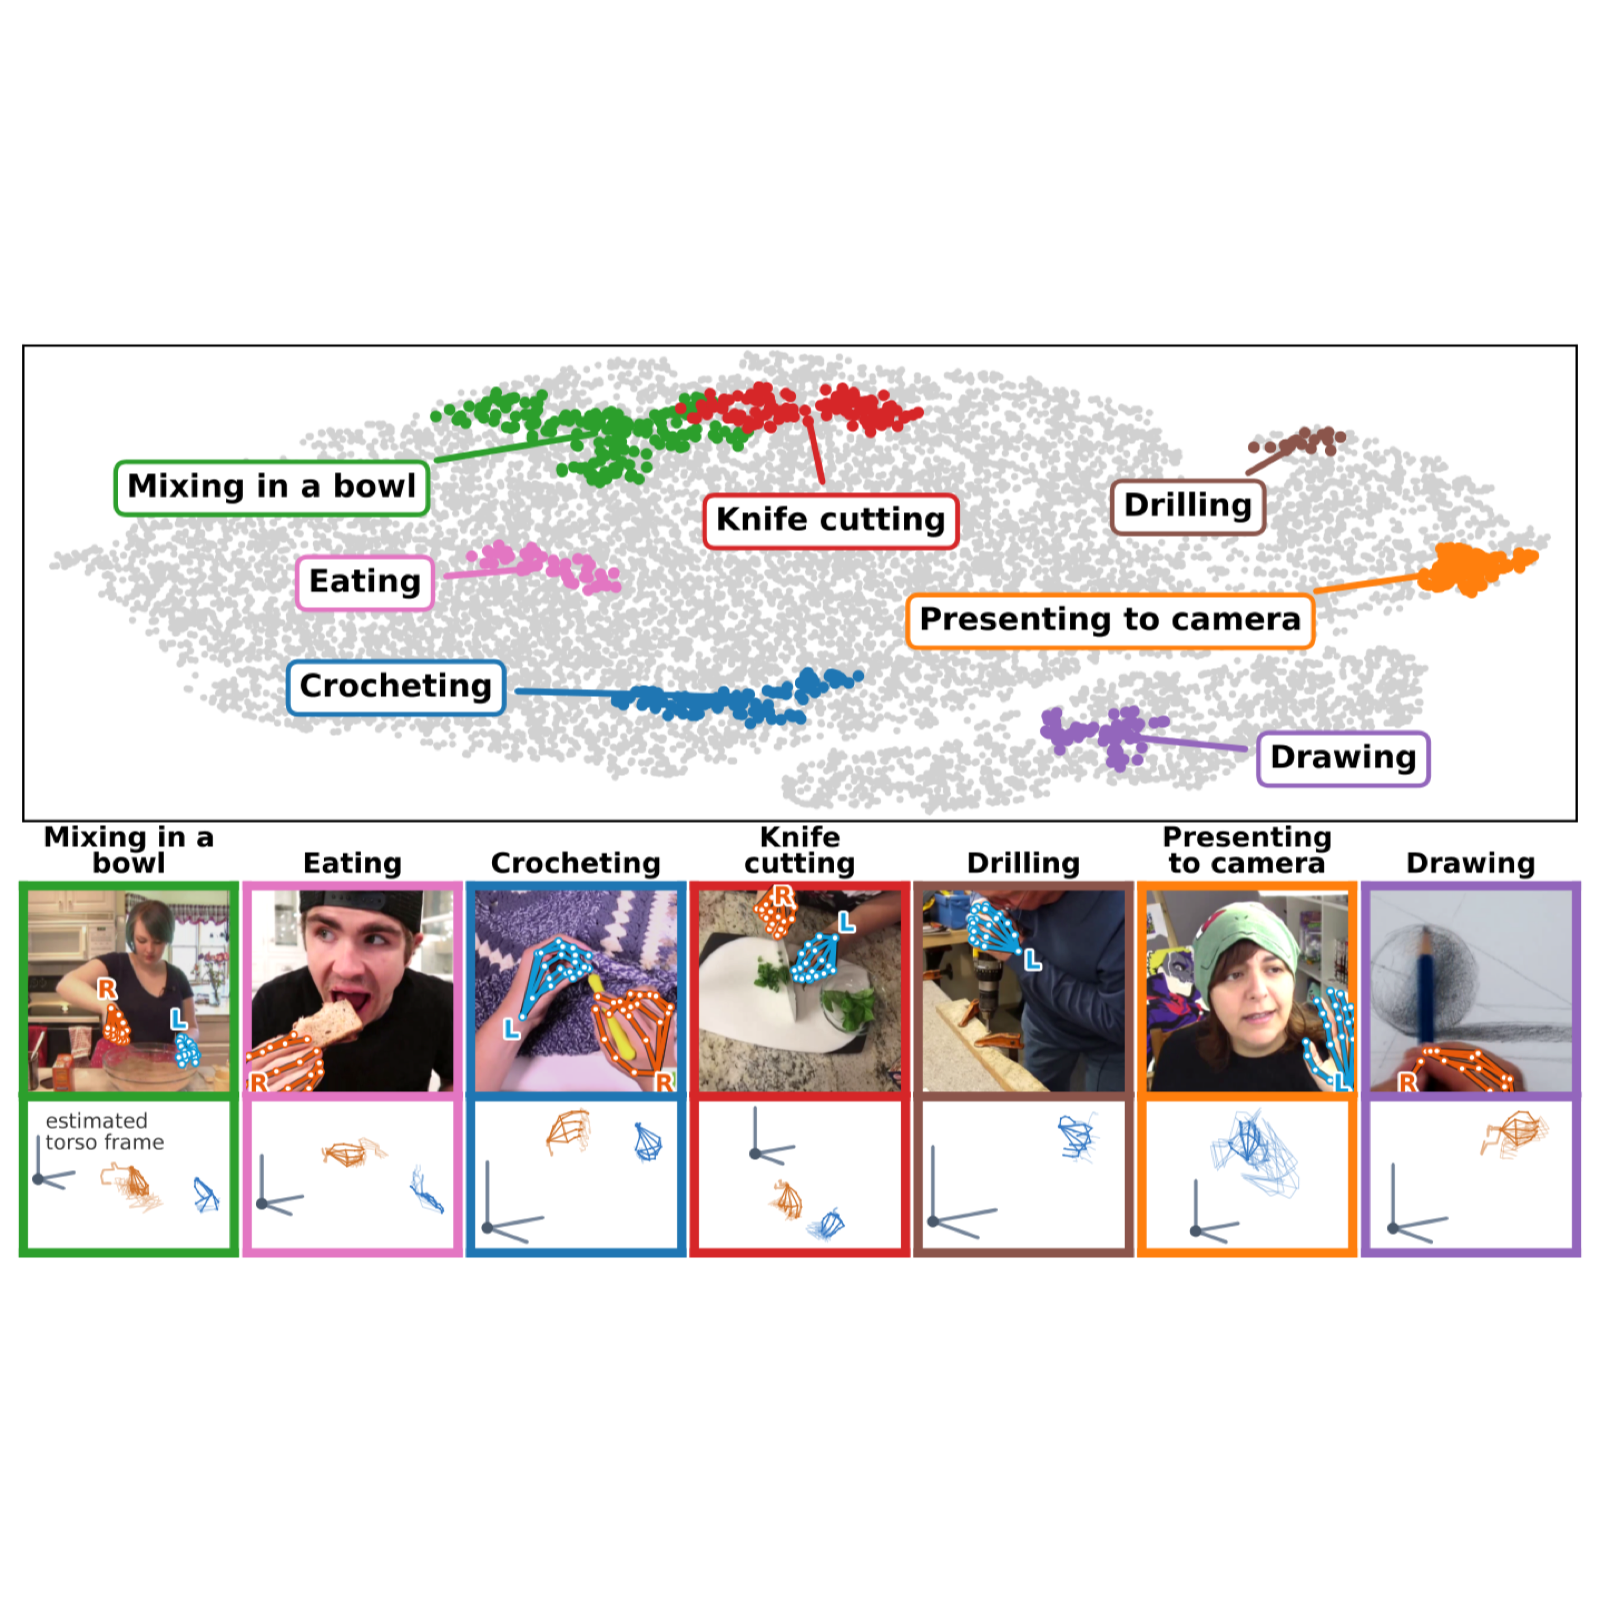 Mixing in a bowl
Knife cutting
Drilling
Eating
Presenting to camera
Crocheting
Drawing
Mixing in a
bowl
Eating
Crocheting
Knife
cutting
Drilling
Presenting
to camera
Drawing
R
L
R
L
R
R
L
L
L
R
estimated
torso frame